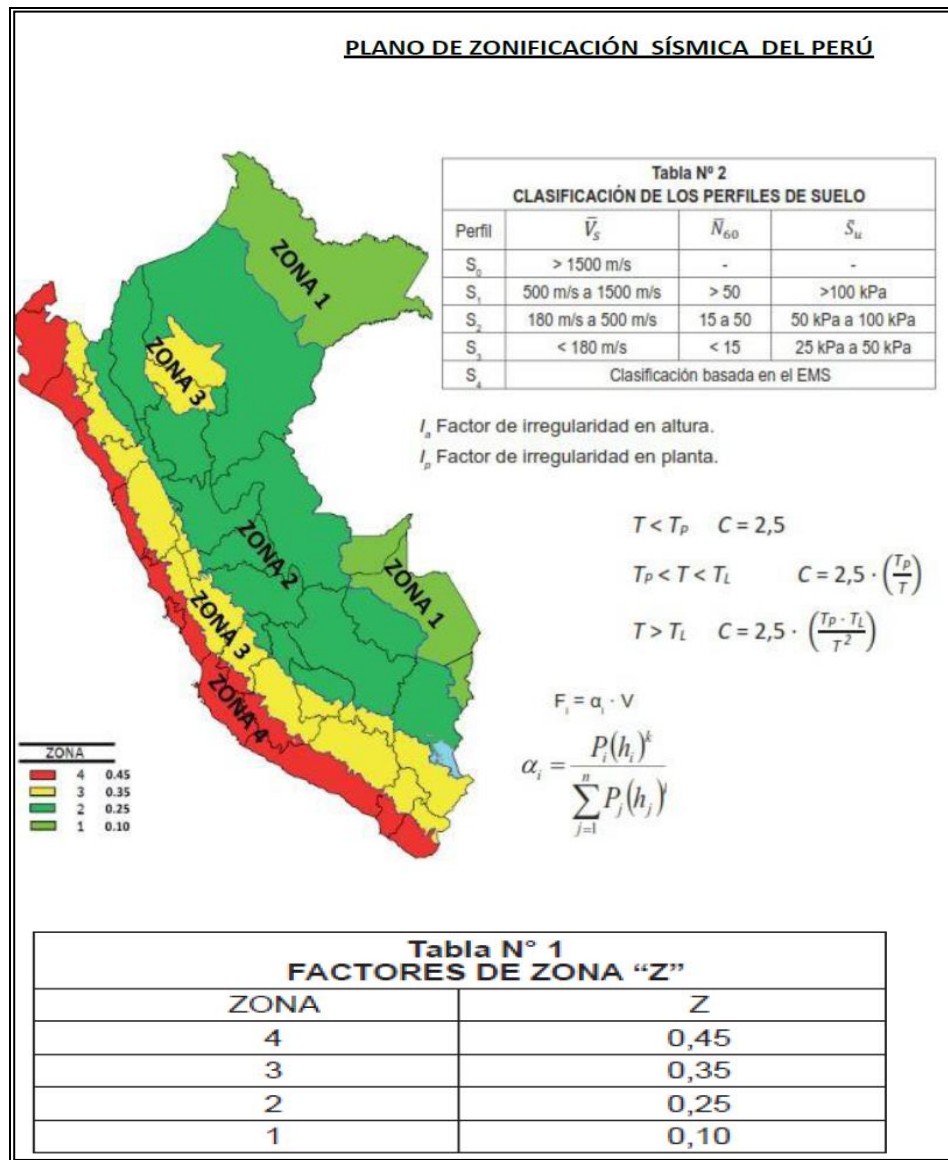 PLANO DE ZONIFICACIÓN SÍSMICA DEL PERÚ
Tabla Nº 2
CLASIFICACIÓN DE LOS PERFILES DE SUELO
Perfil V̄s N̄60 S̄u
S0 > 1500 m/s - -
S1 500 m/s a 1500 m/s > 50 >100 kPa
S2 180 m/s a 500 m/s 15 a 50 50 kPa a 100 kPa
S3 < 180 m/s < 15 25 kPa a 50 kPa
S4 Clasificación basada en el EMS
ZONA 1
ZONA 3
ZONA 2
ZONA 1
ZONA 3
ZONA 4
Ia Factor de irregularidad en altura.
Ip Factor de irregularidad en planta.
T < TP C = 2,5
TP < T < TL C = 2,5 · (TP / T)
T > TL C = 2,5 · (TP · TL / T²)
Fi = αi · V
αi = Pi(hi)^k / ∑ j=1 n Pj(hj)^k
ZONA
4 0.45
3 0.35
2 0.25
1 0.10
Tabla N° 1
FACTORES DE ZONA “Z”
ZONA Z
4 0,45
3 0,35
2 0,25
1 0,10